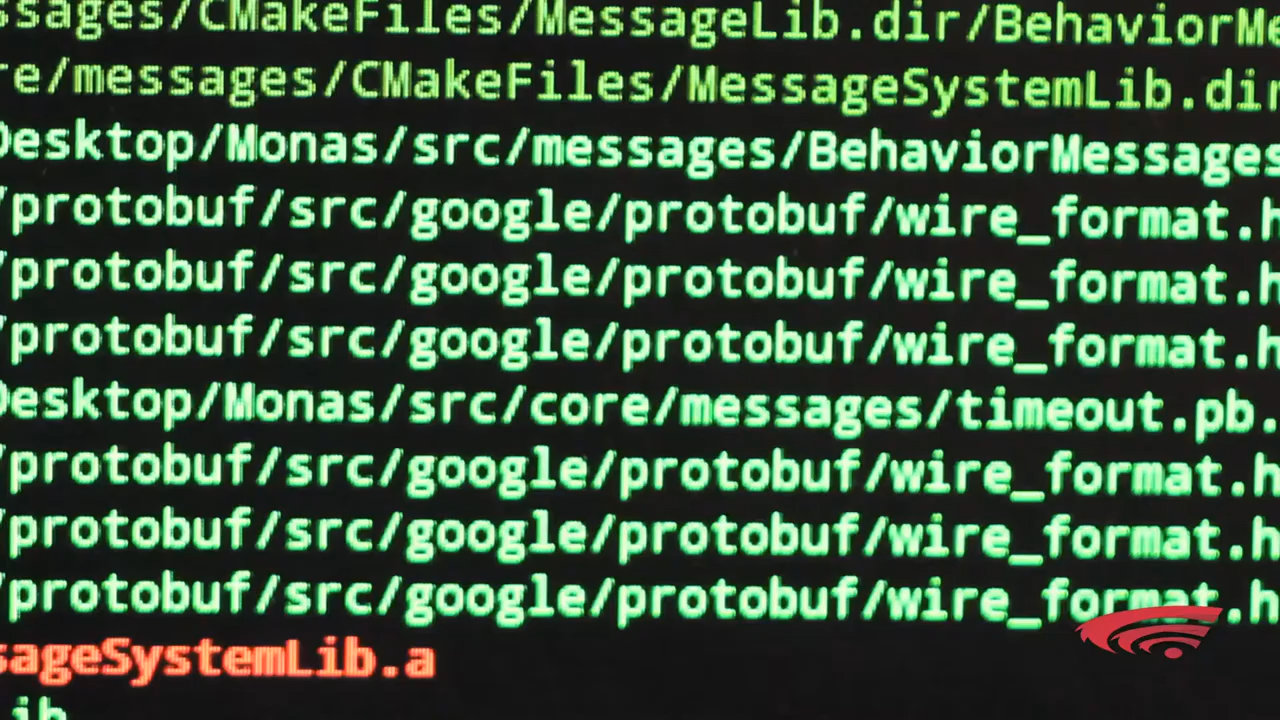 ssages/CMakeFiles/MessageLib.dir/BehaviorMe
re/messages/CMakeFiles/MessageSystemLib.dir
Desktop/Monas/src/messages/BehaviorMessages
/protobuf/src/google/protobuf/wire_format.h
/protobuf/src/google/protobuf/wire_format.h
/protobuf/src/google/protobuf/wire_format.h
Desktop/Monas/src/core/messages/timeout.pb.
/protobuf/src/google/protobuf/wire_format.h
/protobuf/src/google/protobuf/wire_format.h
/protobuf/src/google/protobuf/wire_format.h
sageSystemLib.a
ib